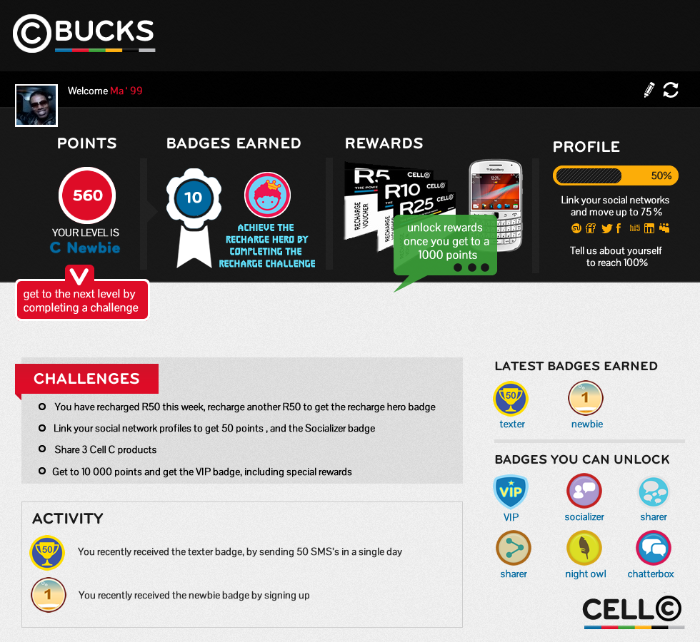 © BUCKS
Welcome Ma*99
POINTS
560
YOUR LEVEL IS
C Newbie
get to the next level by
completing a challenge
BADGES EARNED
10
ACHIEVE THE
RECHARGE HERO BY
COMPLETING THE
RECHARGE CHALLENGE
REWARDS
R5
CELL©
RECHARGE
VOUCHER
R10
CELL©
R25
CELL©
BlackBerry
unlock rewards
once you get to a
1000 points
PROFILE
50%
Link your social networks
and move up to 75 %
Tell us about yourself
to reach 100%
CHALLENGES
You have recharged R50 this week, recharge another R50 to get the recharge hero badge
Link your social network profiles to get 50 points , and the Socializer badge
Share 3 Cell C products
Get to 10 000 points and get the VIP badge, including special rewards
ACTIVITY
50
You recently received the texter badge, by sending 50 SMS's in a single day
1
You recently received the newbie badge by signing up
LATEST BADGES EARNED
50
1
texter
newbie
BADGES YOU CAN UNLOCK
VIP
VIP
socializer
sharer
sharer
night owl
chatterbox
CELL©